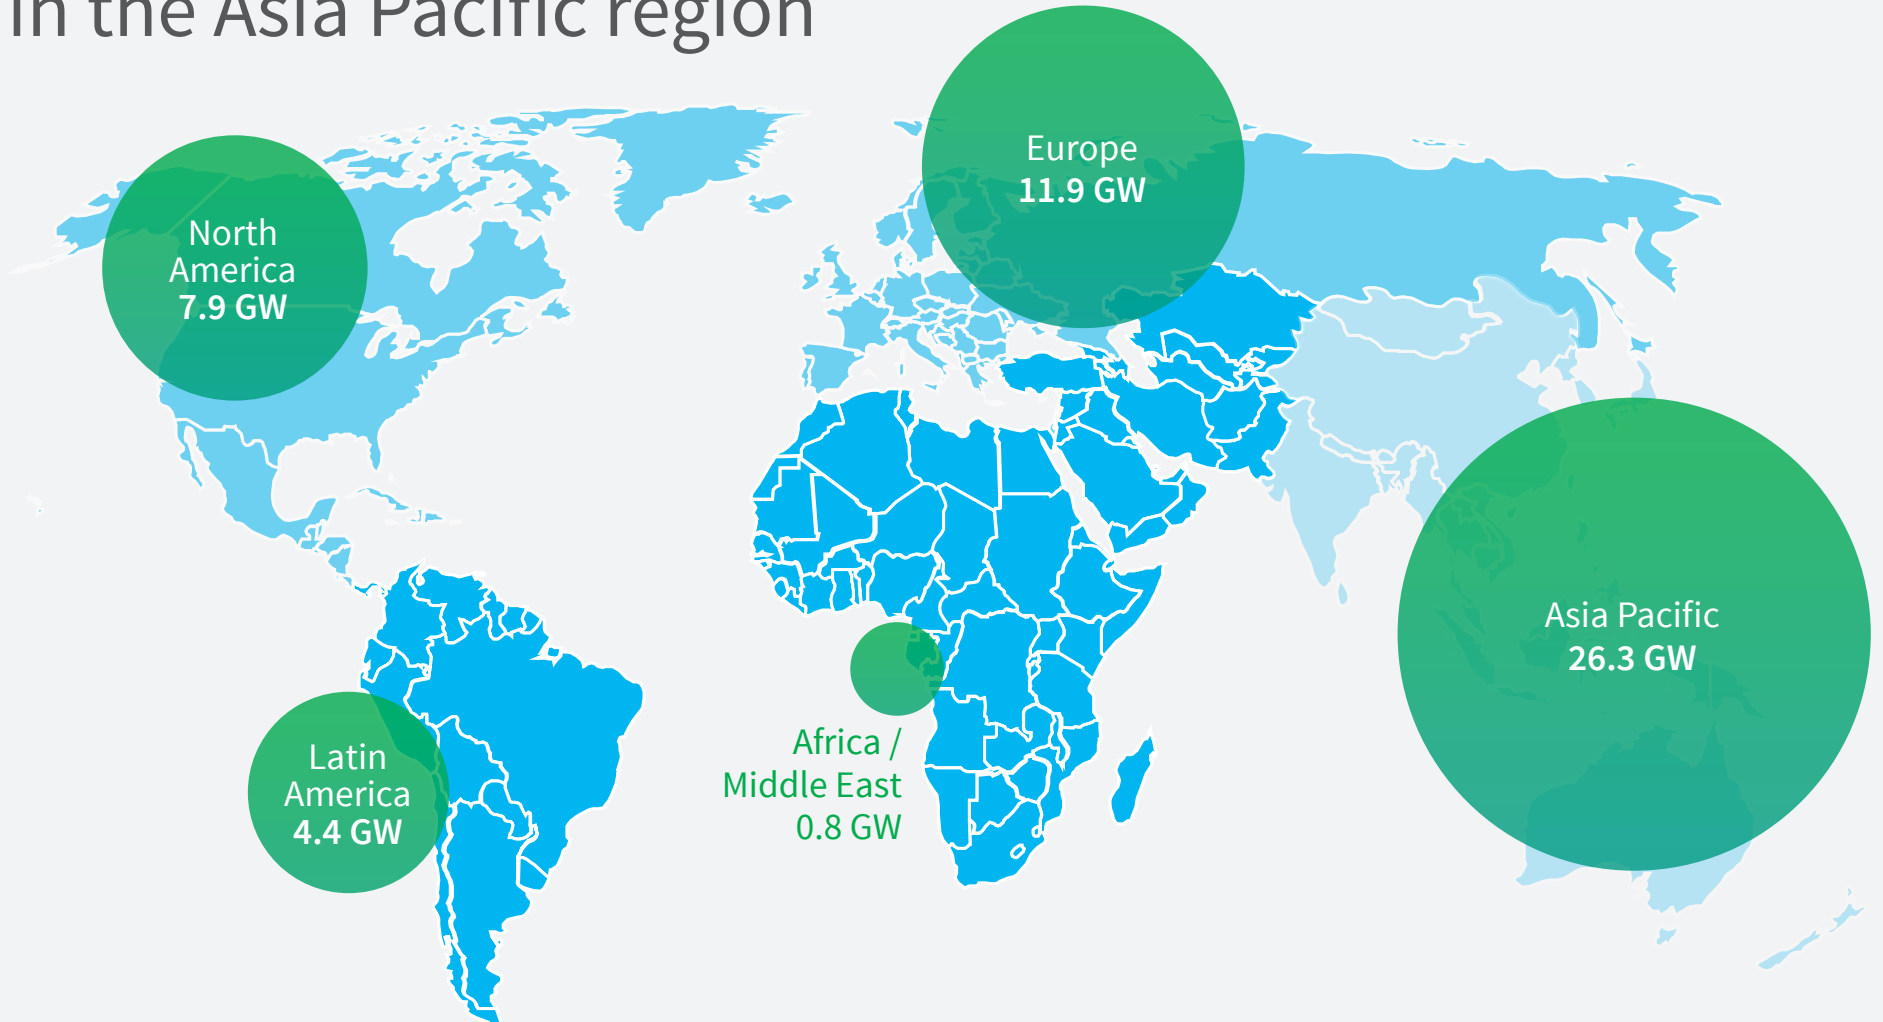 in the Asia Pacific region
Europe
11.9 GW
North
America
7.9 GW
Asia Pacific
26.3 GW
Latin
America
4.4 GW
Africa /
Middle East
0.8 GW